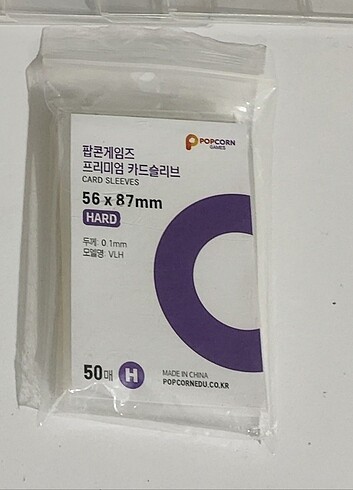 POPCORN
GAMES
팝콘게임즈
프리미엄 카드슬리브
CARD SLEEVES
56 x 87mm
HARD
두께: 0.1mm
모델명: VLH
50매 H
MADE IN CHINA
POPCORNEDU.CO.KR